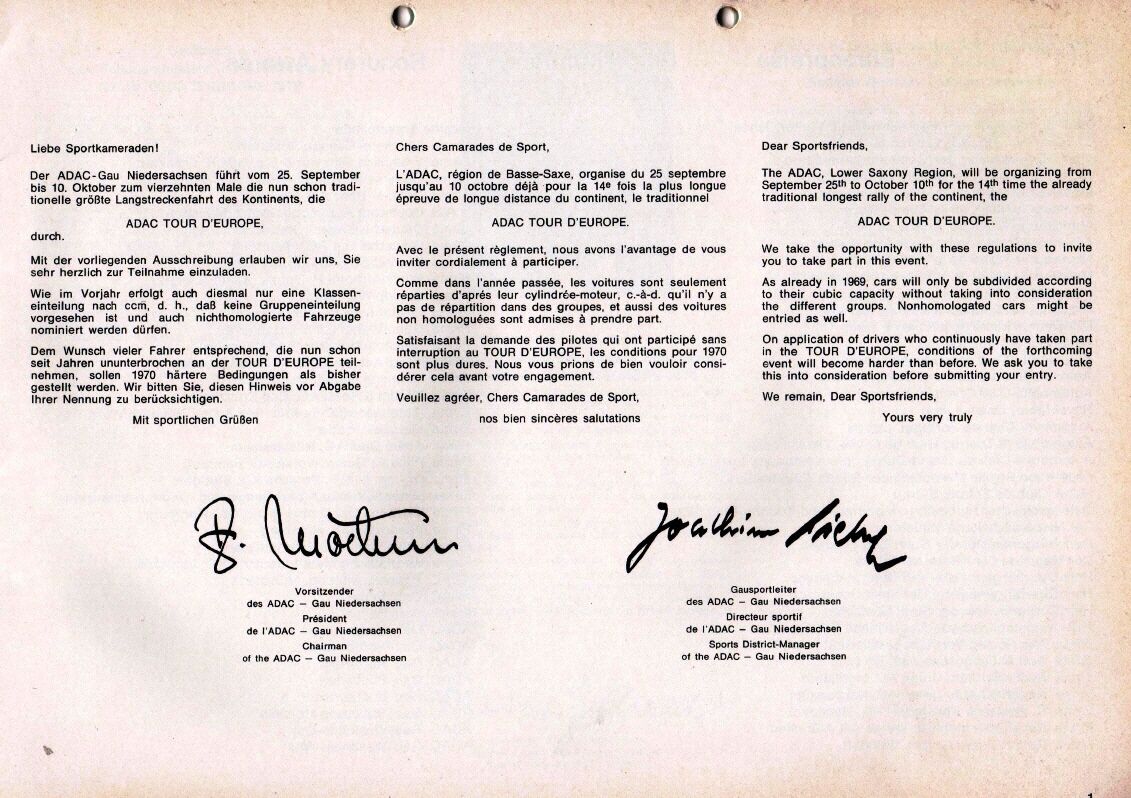 Liebe Sportkameraden!
Der ADAC-Gau Niedersachsen führt vom 25. September
bis 10. Oktober zum vierzehnten Male die nun schon tradi-
tionelle größte Langstreckenfahrt des Kontinents, die
ADAC TOUR D'EUROPE,
durch.
Mit der vorliegenden Ausschreibung erlauben wir uns, Sie
sehr herzlich zur Teilnahme einzuladen.
Wie im Vorjahr erfolgt auch diesmal nur eine Klassen-
einteilung nach ccm, d. h., daß keine Gruppeneinteilung
vorgesehen ist und auch nichthomologierte Fahrzeuge
nominiert werden dürfen.
Dem Wunsch vieler Fahrer entsprechend, die nun schon
seit Jahren ununterbrochen an der TOUR D'EUROPE teil-
nehmen, sollen 1970 härtere Bedingungen als bisher
gestellt werden. Wir bitten Sie, diesen Hinweis vor Abgabe
Ihrer Nennung zu berücksichtigen.
Mit sportlichen Grüßen
Chers Camarades de Sport,
L'ADAC, région de Basse-Saxe, organise du 25 septembre
jusqu'au 10 octobre déjà pour la 14e fois la plus longue
épreuve de longue distance du continent, le traditionnel
ADAC TOUR D'EUROPE.
Avec le présent règlement, nous avons l'avantage de vous
inviter cordialement à participer.
Comme dans l'année passée, les voitures sont seulement
réparties d'après leur cylindrée-moteur, c.-à-d. qu'il n'y a
pas de répartition dans des groupes, et aussi des voitures
non homologuées sont admises à prendre part.
Satisfaisant la demande des pilotes qui ont participé sans
interruption au TOUR D'EUROPE, les conditions pour 1970
sont plus dures. Nous vous prions de bien vouloir consi-
dérer cela avant votre engagement.
Veuillez agréer, Chers Camarades de Sport,
nos bien sincères salutations
Dear Sportsfriends,
The ADAC, Lower Saxony Region, will be organizing from
September 25th to October 10th for the 14th time the already
traditional longest rally of the continent, the
ADAC TOUR D'EUROPE.
We take the opportunity with these regulations to invite
you to take part in this event.
As already in 1969, cars will only be subdivided according
to their cubic capacity without taking into consideration
the different groups. Nonhomologated cars might be
entried as well.
On application of drivers who continuously have taken part
in the TOUR D'EUROPE, conditions of the forthcoming
event will become harder than before. We ask you to take
this into consideration before submitting your entry.
We remain, Dear Sportsfriends,
Yours very truly
Joachim
Vorsitzender
des ADAC – Gau Niedersachsen
Président
de l'ADAC – Gau Niedersachsen
Chairman
of the ADAC – Gau Niedersachsen
Gausportleiter
des ADAC – Gau Niedersachsen
Directeur sportif
de l'ADAC – Gau Niedersachsen
Sports District-Manager
of the ADAC – Gau Niedersachsen